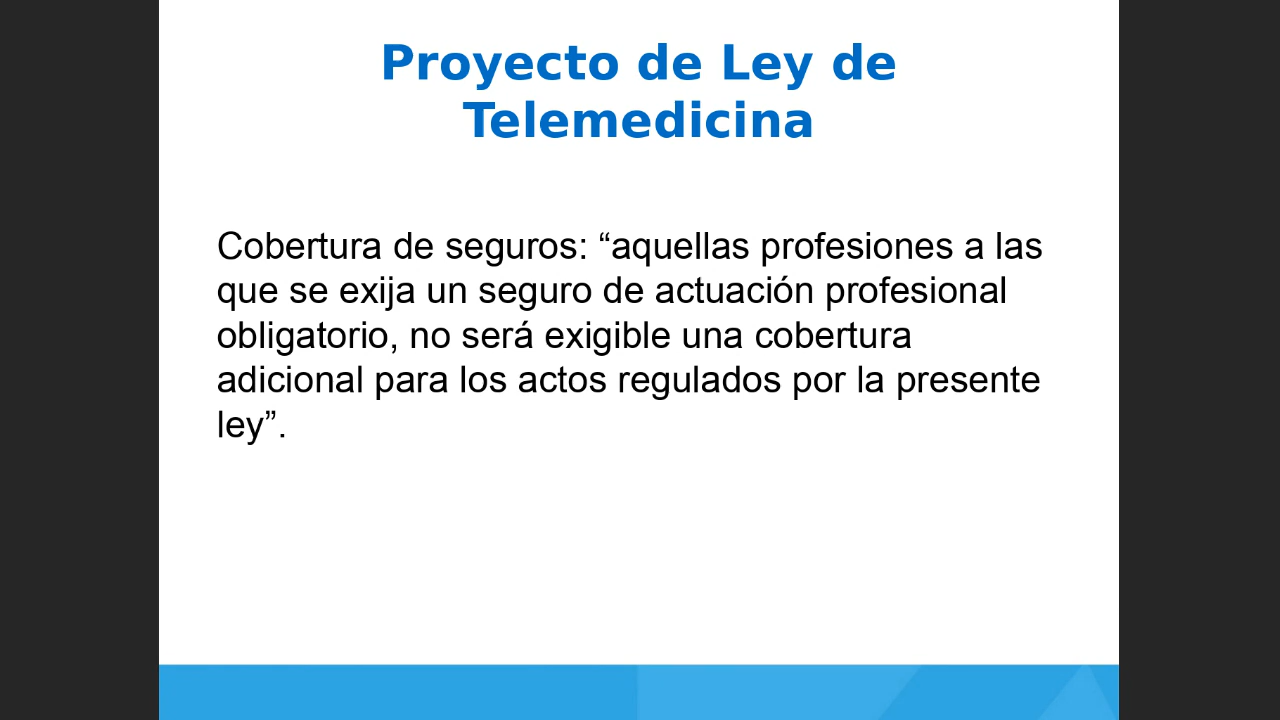 Proyecto de Ley de
Telemedicina
Cobertura de seguros: “aquellas profesiones a las
que se exija un seguro de actuación profesional
obligatorio, no será exigible una cobertura
adicional para los actos regulados por la presente
ley”.